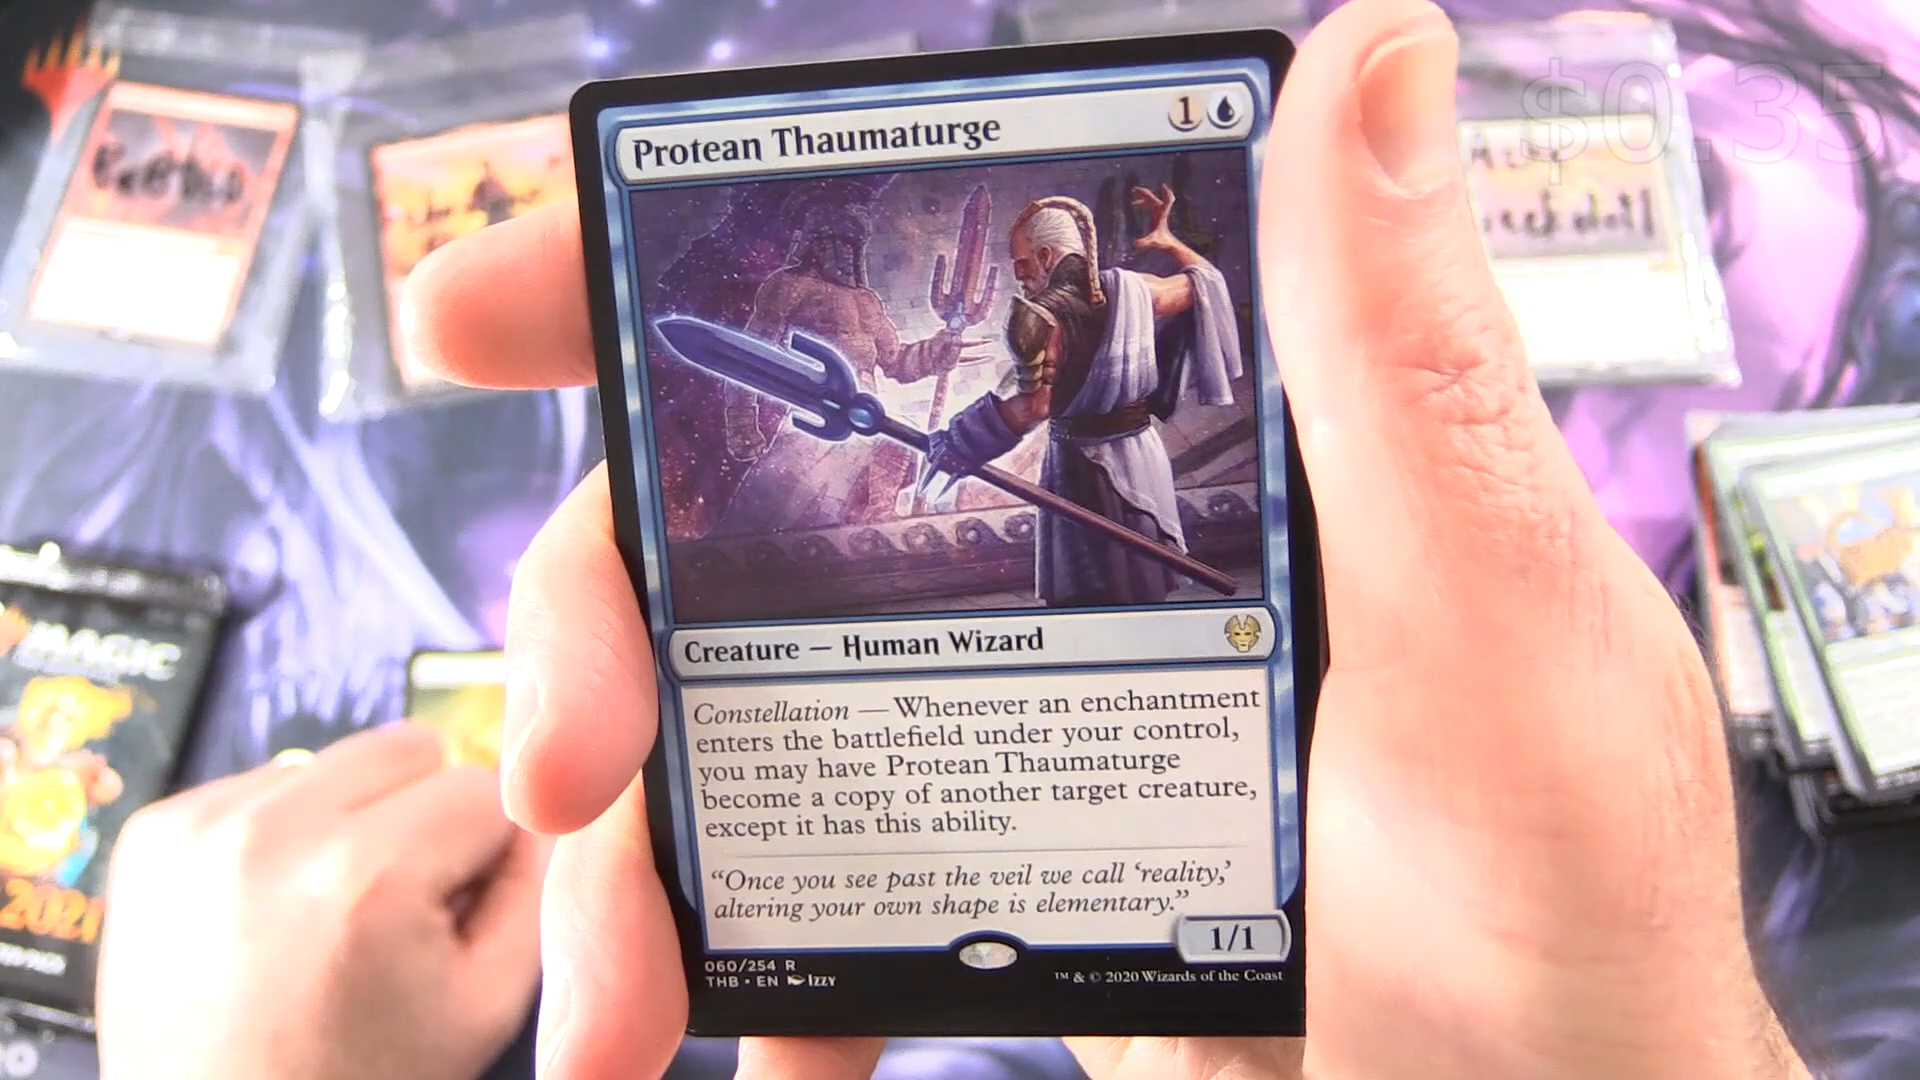 $0.35
Protean Thaumaturge
1
Creature — Human Wizard
Constellation — Whenever an enchantment
enters the battlefield under your control,
you may have Protean Thaumaturge
become a copy of another target creature,
except it has this ability.
“Once you see past the veil we call ‘reality,’
altering your own shape is elementary.”
1/1
060/254 R
THB • EN Izzy
™ & © 2020 Wizards of the Coast
MAGIC
2021